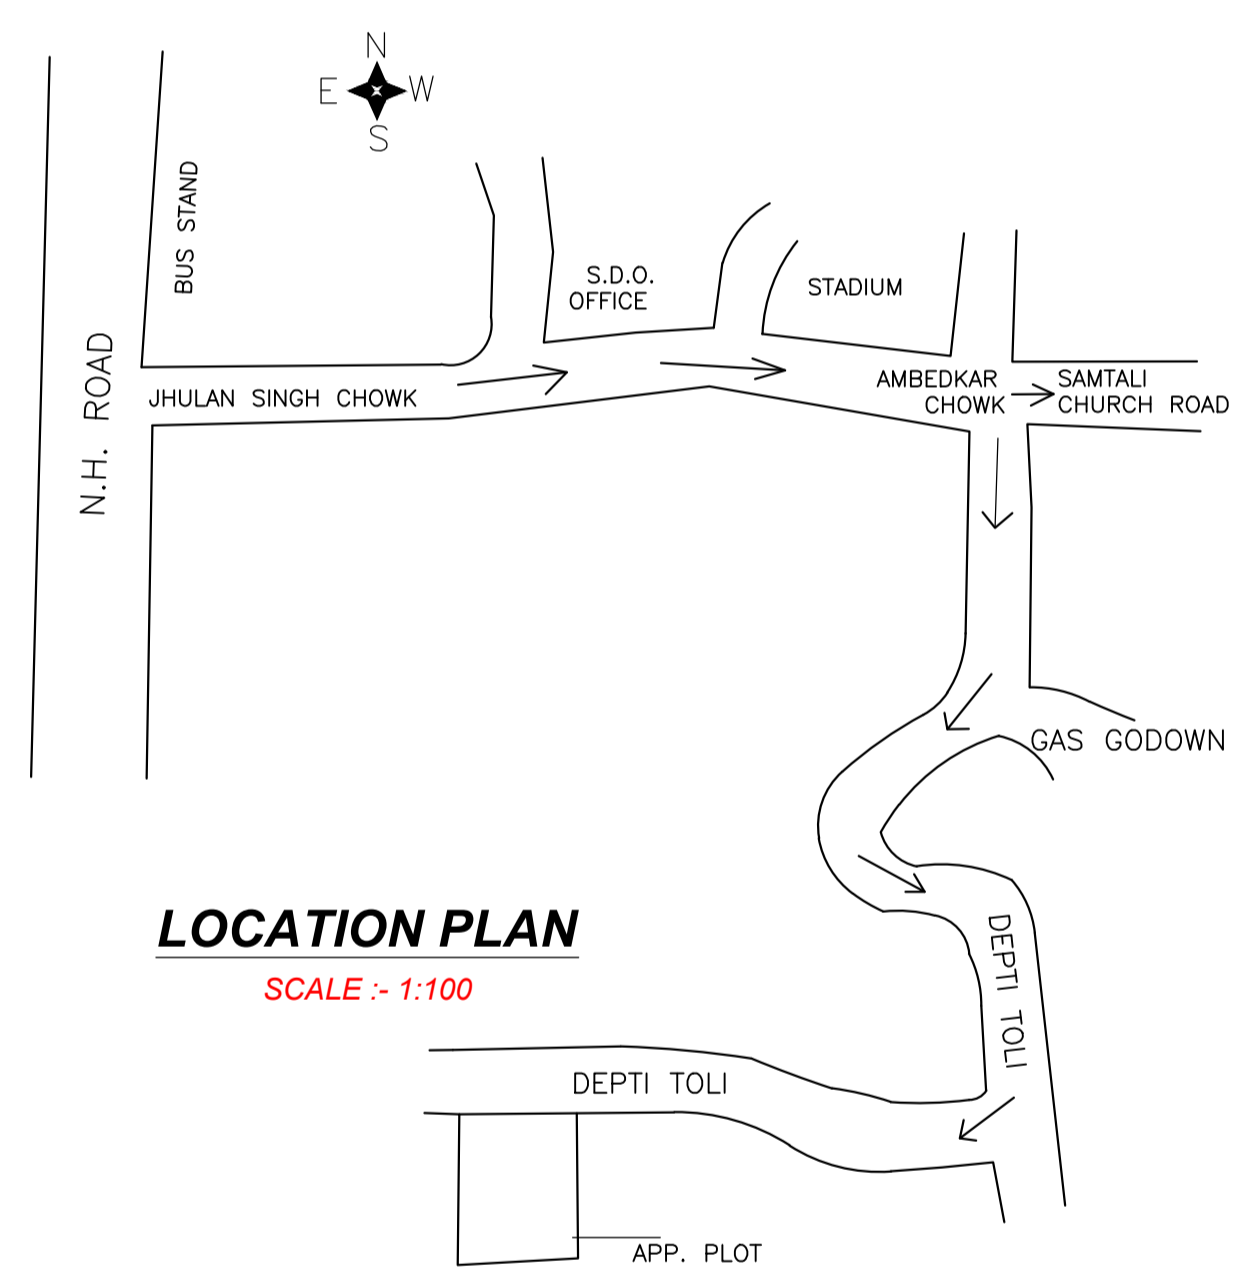 N
E W
S
BUS STAND
S.D.O.
OFFICE
STADIUM
N.H. ROAD
JHULAN SINGH CHOWK
AMBEDKAR
CHOWK
SAMTALI
CHURCH ROAD
GAS GODOWN
LOCATION PLAN
SCALE :- 1:100
DEPTI TOLI
DEPTI TOLI
APP. PLOT